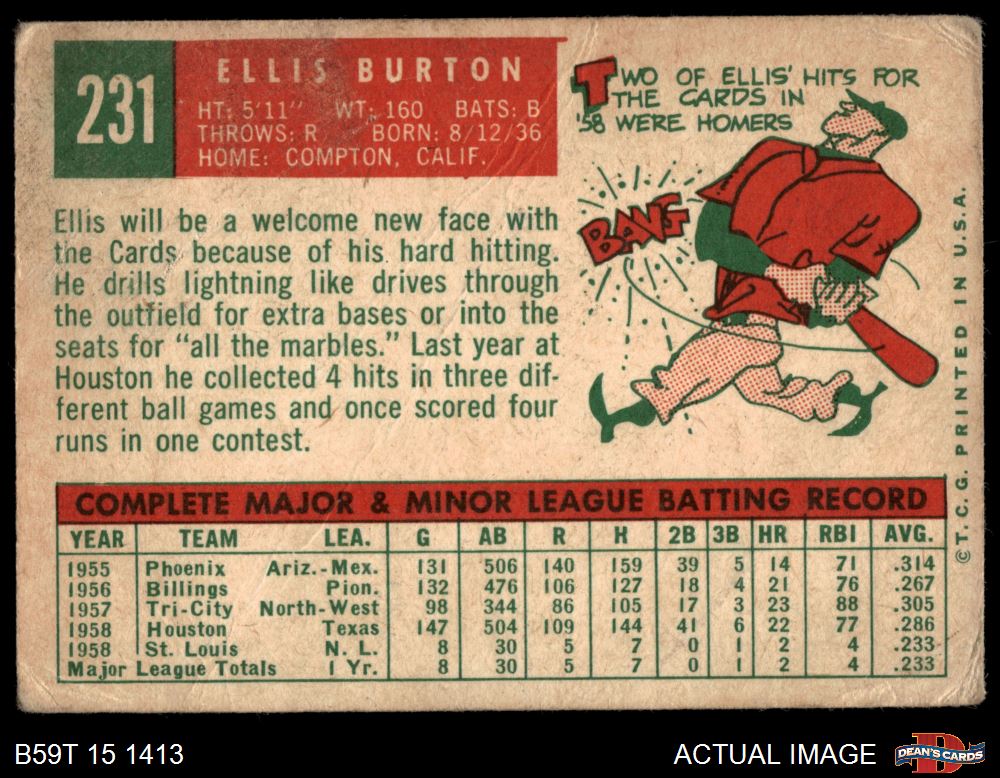 231
ELLIS BURTON
HT: 5'11" WT: 160 BATS: B
THROWS: R BORN: 8/12/36
HOME: COMPTON, CALIF.
TWO OF ELLIS' HITS FOR
THE CARDS IN
'58 WERE HOMERS
BANG
Ellis will be a welcome new face with
the Cards because of his hard hitting.
He drills lightning like drives through
the outfield for extra bases or into the
seats for "all the marbles." Last year at
Houston he collected 4 hits in three dif-
ferent ball games and once scored four
runs in one contest.
COMPLETE MAJOR & MINOR LEAGUE BATTING RECORD
YEAR TEAM LEA. G AB R H 2B 3B HR RBI AVG.
1955 Phoenix Ariz.-Mex. 131 506 140 159 39 5 14 71 .314
1956 Billings Pion. 132 476 106 127 18 4 21 76 .267
1957 Tri-City North-West 98 344 86 105 17 3 23 88 .305
1958 Houston Texas 147 504 109 144 41 6 22 77 .286
1958 St. Louis N. L. 8 30 5 7 0 1 2 4 .233
Major League Totals 1 Yr. 8 30 5 7 0 1 2 4 .233
© T. C. G. PRINTED IN U.S.A.
B59T 15 1413
ACTUAL IMAGE
DEAN'S CARDS